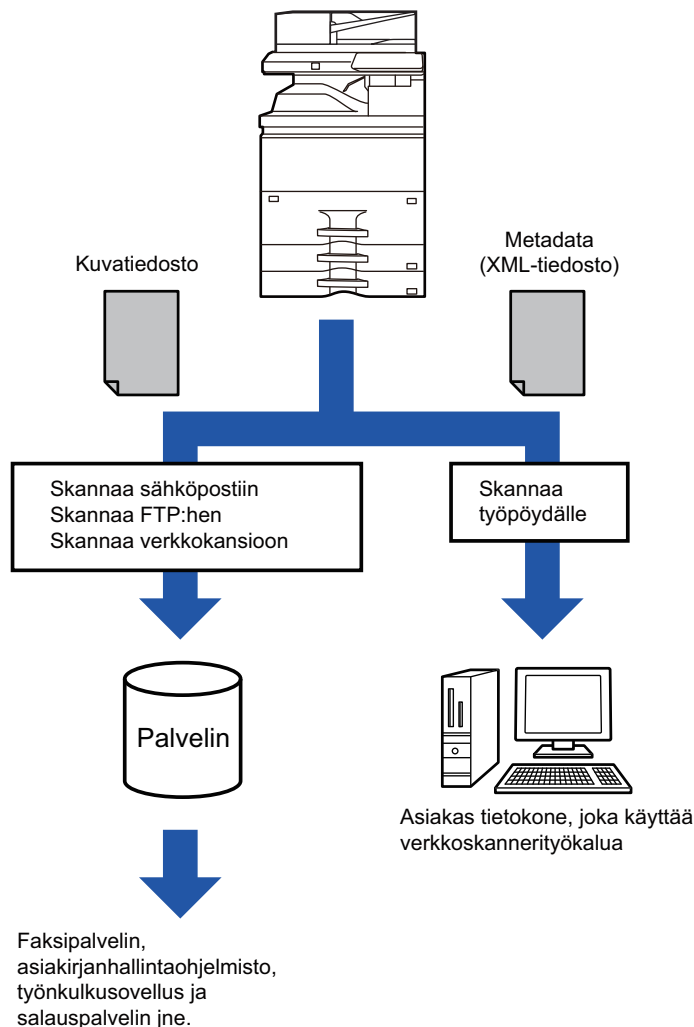 Kuvatiedosto
Metadata
(XML-tiedosto)
Skannaa sähköpostiin
Skannaa FTP:hen
Skannaa verkkokansioon
Skannaa
työpöydälle
Palvelin
Asiakas tietokone, joka käyttää
verkkoskannerityökalua
Faksipalvelin,
asiakirjanhallintaohjelmisto,
työnkulkusovellus ja
salauspalvelin jne.